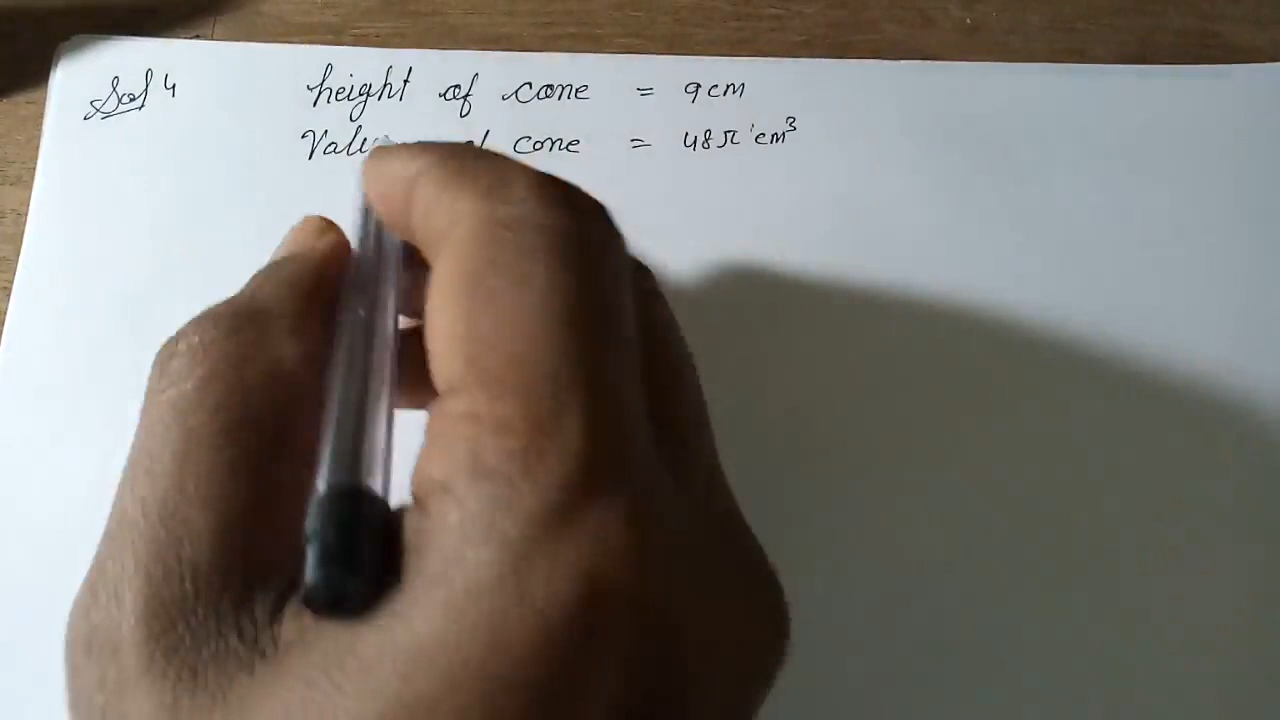 Sol 4 height of cone = 9 cm
cone = 48π cm³